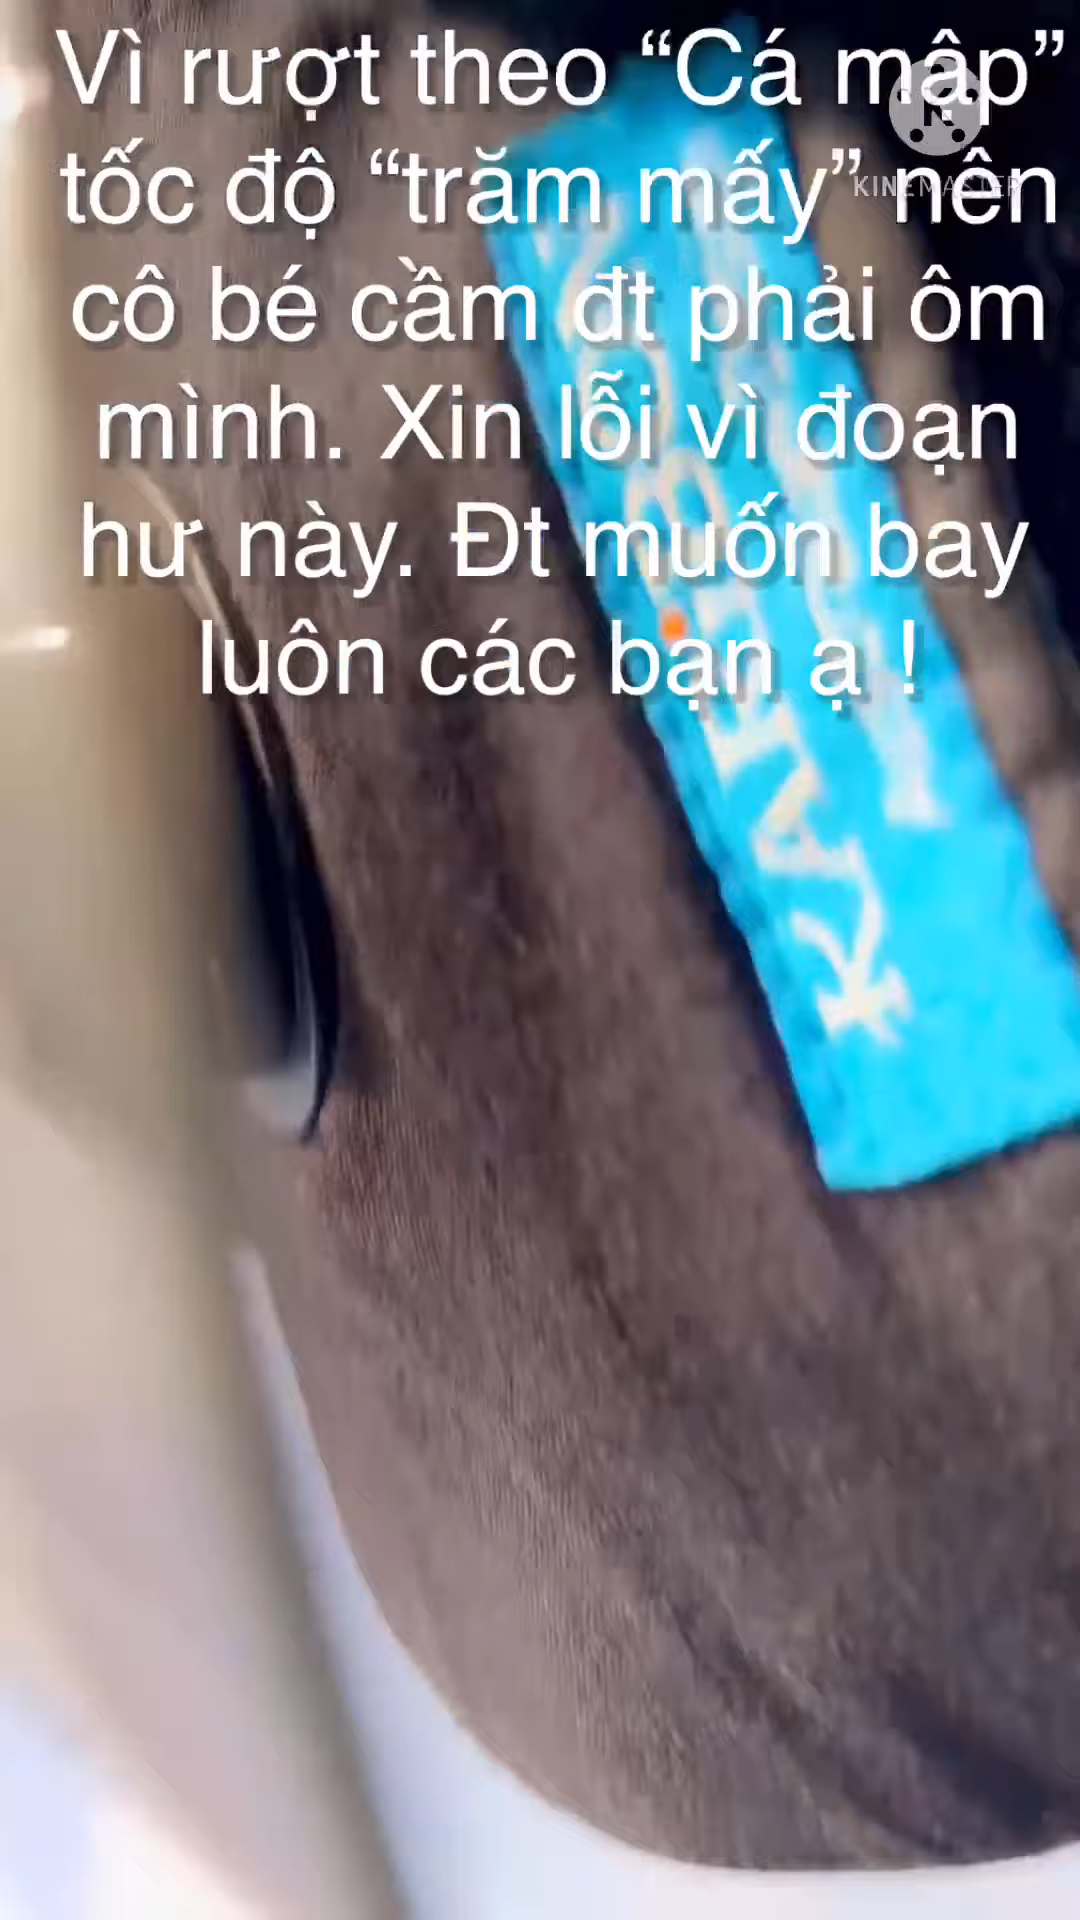 Vì rượt theo “Cá mập”
tốc độ “trăm mấy” nên
cô bé cầm đt phải ôm
mình. Xin lỗi vì đoạn
hư này. Đt muốn bay
luôn các bạn ạ !
KINEMASTER